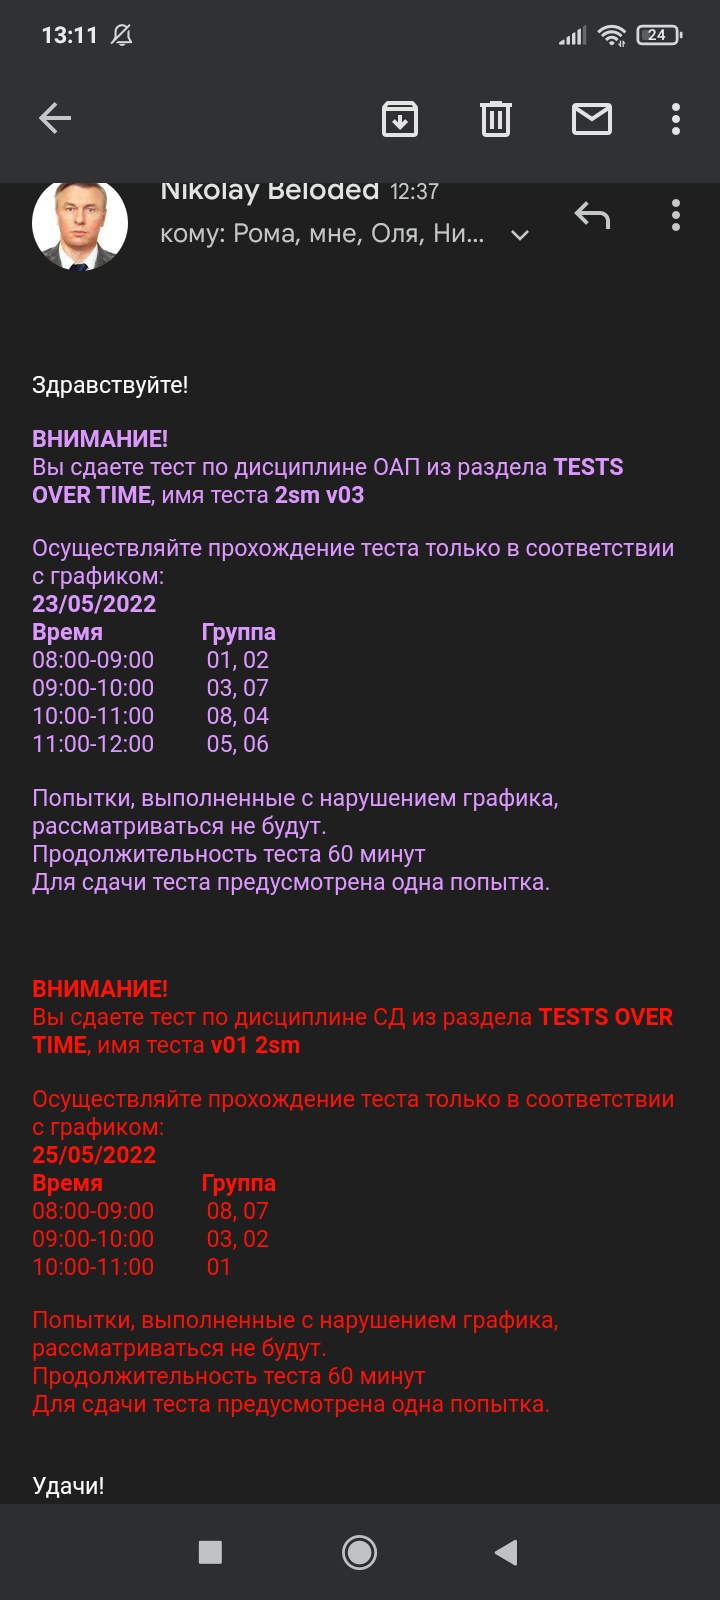 13:11
24
Nikolay Beloded 12:37
кому: Рома, мне, Оля, Ни...
Здравствуйте!
ВНИМАНИЕ!
Вы сдаете тест по дисциплине ОАП из раздела TESTS
OVER TIME, имя теста 2sm v03
Осуществляйте прохождение теста только в соответствии
с графиком:
23/05/2022
Время Группа
08:00-09:00 01, 02
09:00-10:00 03, 07
10:00-11:00 08, 04
11:00-12:00 05, 06
Попытки, выполненные с нарушением графика,
рассматриваться не будут.
Продолжительность теста 60 минут
Для сдачи теста предусмотрена одна попытка.
ВНИМАНИЕ!
Вы сдаете тест по дисциплине СД из раздела TESTS OVER
TIME, имя теста v01 2sm
Осуществляйте прохождение теста только в соответствии
с графиком:
25/05/2022
Время Группа
08:00-09:00 08, 07
09:00-10:00 03, 02
10:00-11:00 01
Попытки, выполненные с нарушением графика,
рассматриваться не будут.
Продолжительность теста 60 минут
Для сдачи теста предусмотрена одна попытка.
Удачи!